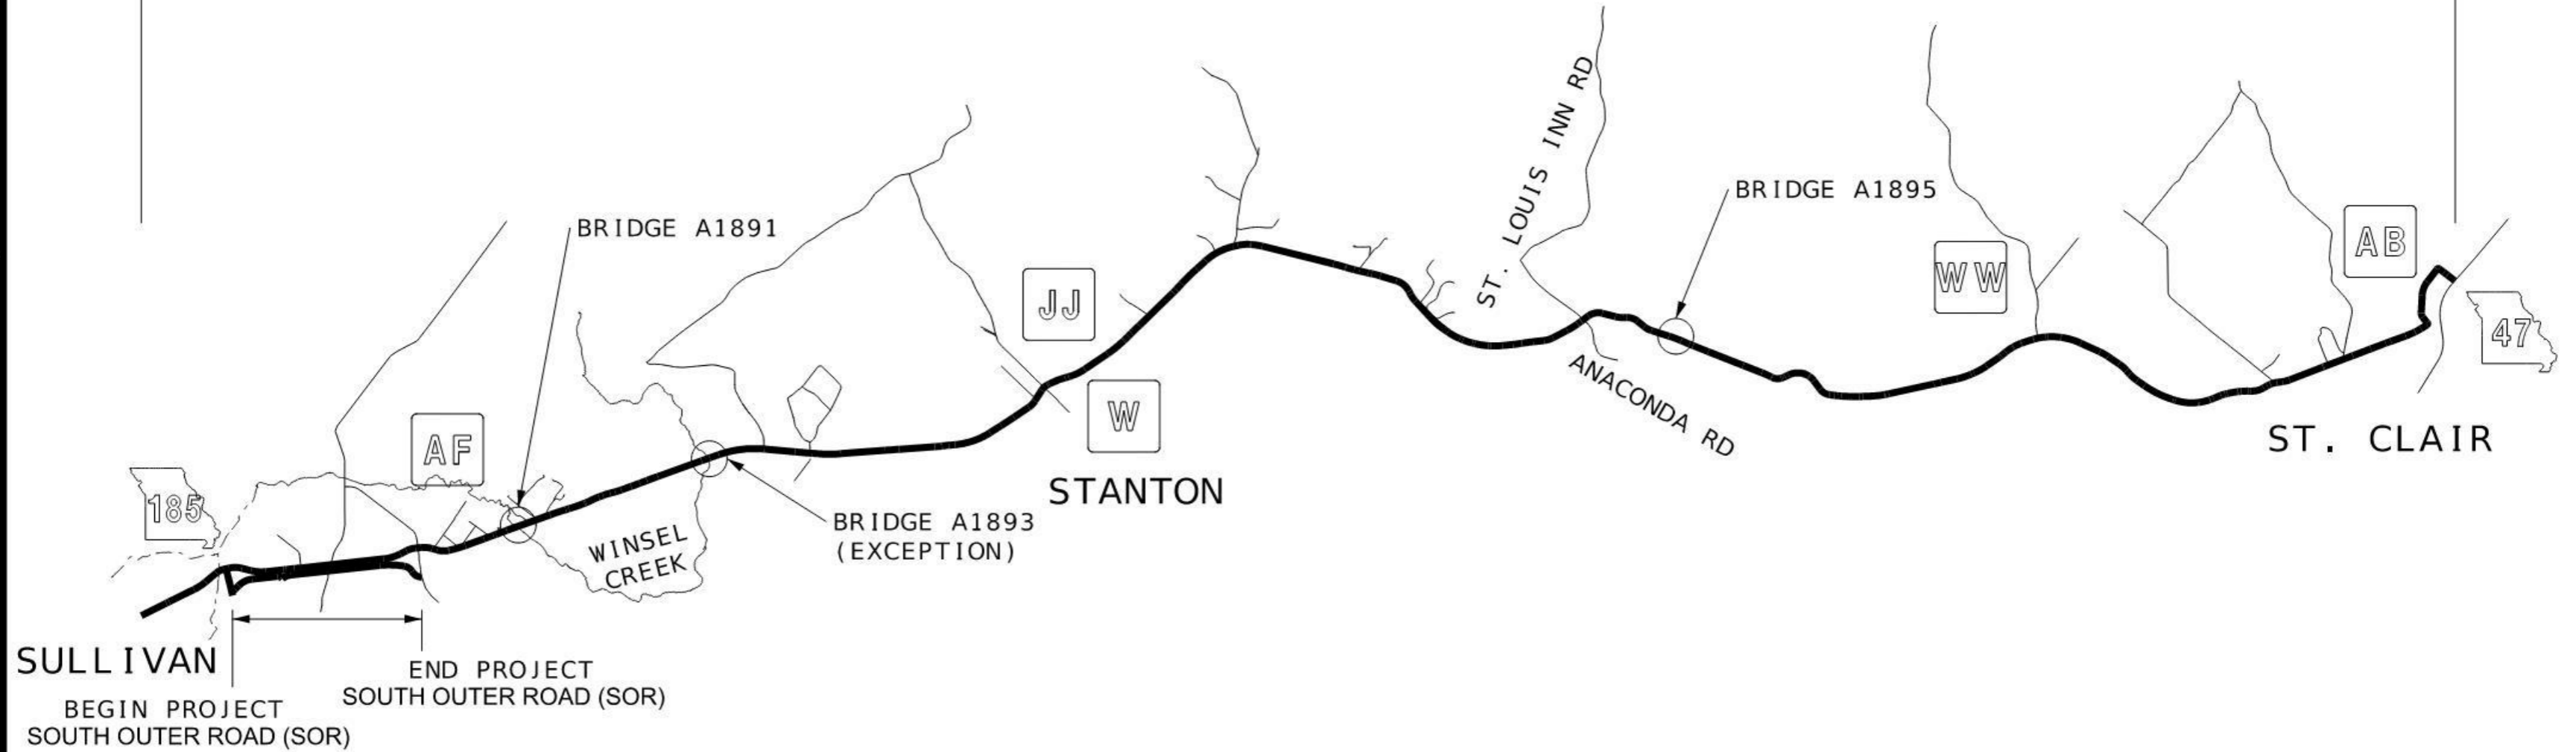 ST. LOUIS INN RD
BRIDGE A1895
BRIDGE A1891
AB
WW
JJ
47
ANACONDA RD
W
ST. CLAIR
AF
STANTON
185
BRIDGE A1893
(EXCEPTION)
WINSEL
CREEK
SULLIVAN
END PROJECT
SOUTH OUTER ROAD (SOR)
BEGIN PROJECT
SOUTH OUTER ROAD (SOR)